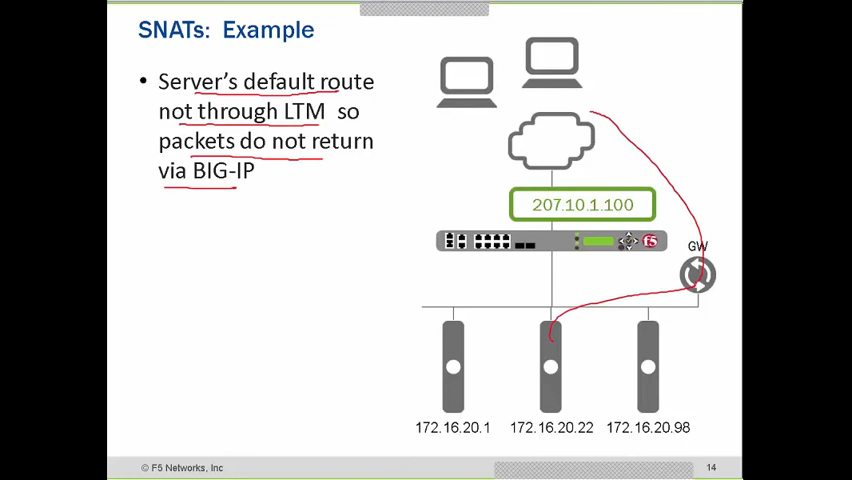 SNATs: Example
• Server's default route
not through LTM so
packets do not return
via BIG-IP
207.10.1.100
f5
GW
172.16.20.1
172.16.20.22
172.16.20.98
© F5 Networks, Inc
14